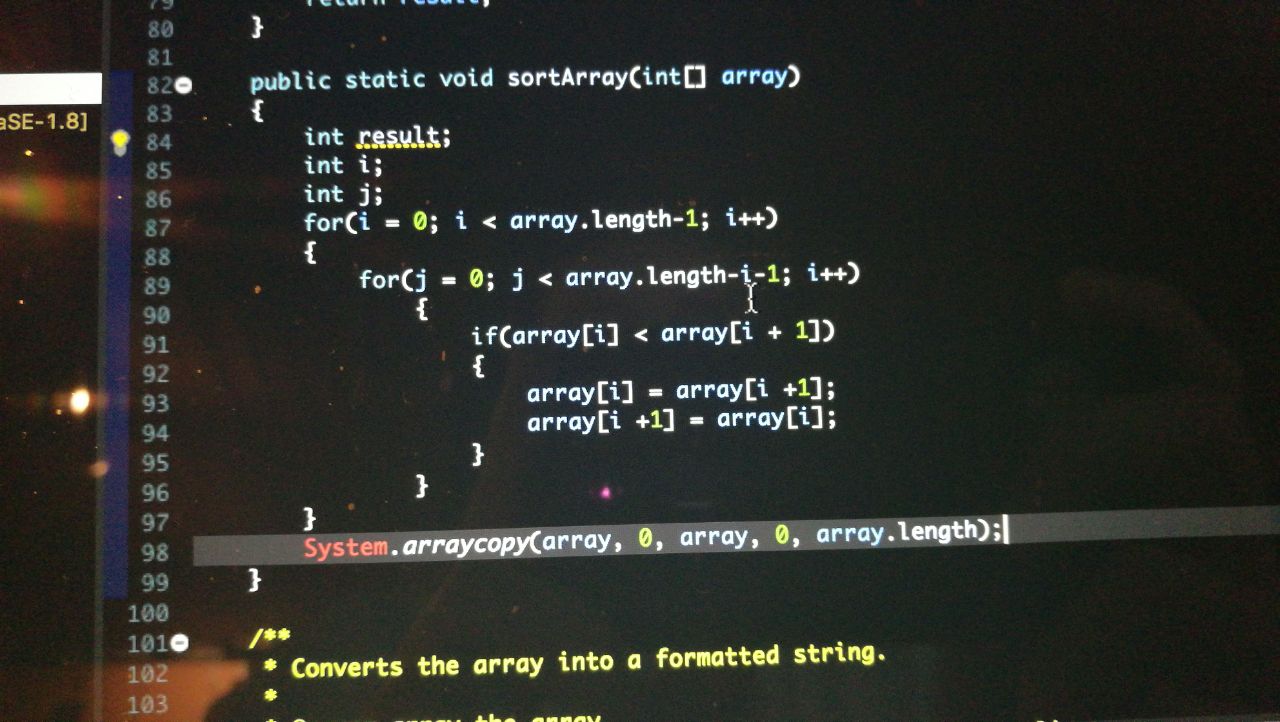 79 return result;
80 }
81
82 public static void sortArray(int[] array)
83 {
aSE-1.8]
84 int result;
85 int i;
86 int j;
87 for(i = 0; i < array.length-1; i++)
88 {
89 for(j = 0; j < array.length-i-1; i++)
90 {
91 if(array[i] < array[i + 1])
92 {
93 array[i] = array[i +1];
94 array[i +1] = array[i];
95 }
96 }
97 }
98 System.arraycopy(array, 0, array, 0, array.length);
99 }
100
101 /**
102 * Converts the array into a formatted string.
103 *
* array the array